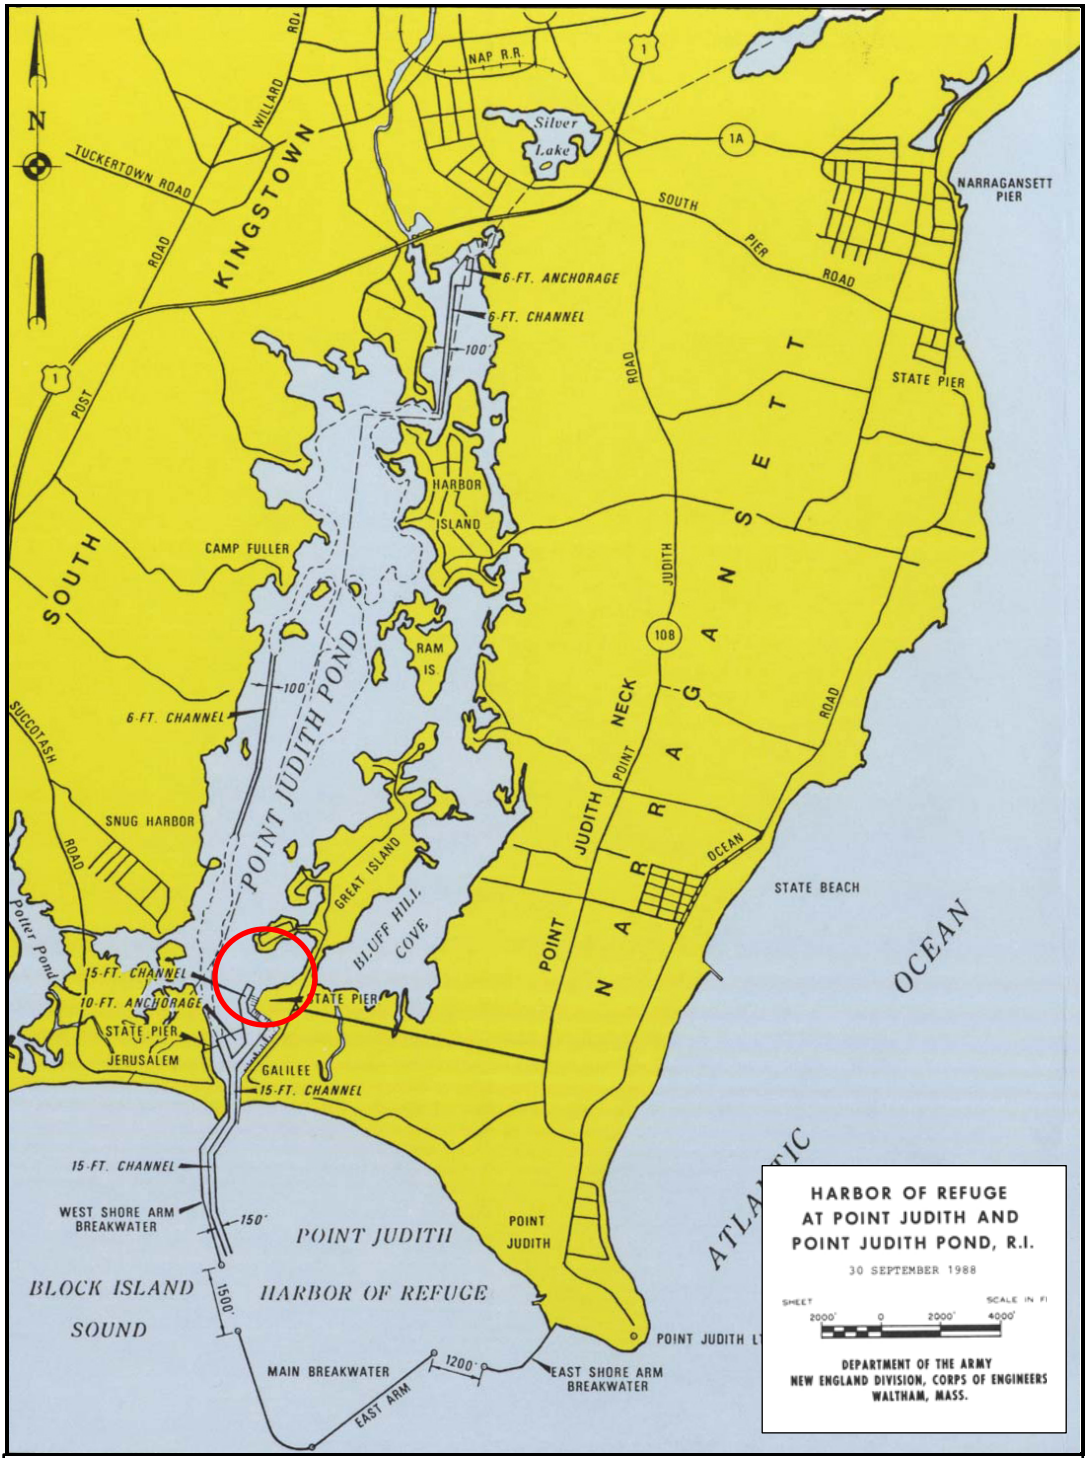 NAP R.R.
1
WILLARD
RO
N
Silver
Lake
1A
TUCKERTOWN ROAD
KINGSTOWN
NARRAGANSETT
PIER
SOUTH
PIER
ROAD
ROAD
6-FT. ANCHORAGE
6-FT. CHANNEL
100'
ROAD
1
POST
STATE PIER
HARBOR
ISLAND
CAMP FULLER
SOUTH
JUDITH
NARRAGANSETT
108
RAM
IS.
POINT JUDITH POND
100'
6-FT. CHANNEL
NECK
ROAD
SUCCOTASH
ROAD
POINT
JUDITH
SNUG HARBOR
OCEAN
GREAT ISLAND
STATE BEACH
BLUFF HILL
COVE
Potter Pond
POINT
OCEAN
15-FT. CHANNEL
10-FT. ANCHORAGE
STATE PIER
STATE PIER
JERUSALEM
GALILEE
15-FT. CHANNEL
15-FT. CHANNEL
WEST SHORE ARM
BREAKWATER
150'
POINT JUDITH
HARBOR OF REFUGE
POINT
JUDITH
BLOCK ISLAND
SOUND
1500'
MAIN BREAKWATER
EAST ARM
1200'
EAST SHORE ARM
BREAKWATER
POINT JUDITH L
ATLANTIC
HARBOR OF REFUGE
AT POINT JUDITH AND
POINT JUDITH POND, R.I.
30 SEPTEMBER 1988
SHEET
SCALE IN F
2000' 0 2000' 4000'
DEPARTMENT OF THE ARMY
NEW ENGLAND DIVISION, CORPS OF ENGINEERS
WALTHAM, MASS.